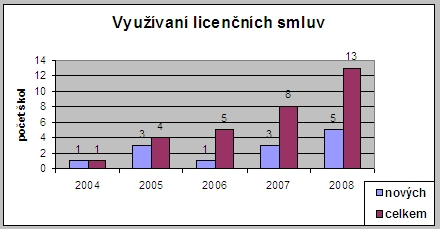 Využívaní licenčních smluv
počet škol
14
12
10
8
6
4
2
0
1 1 3 4 1 5 3 8 5 13
2004 2005 2006 2007 2008
nových
celkem